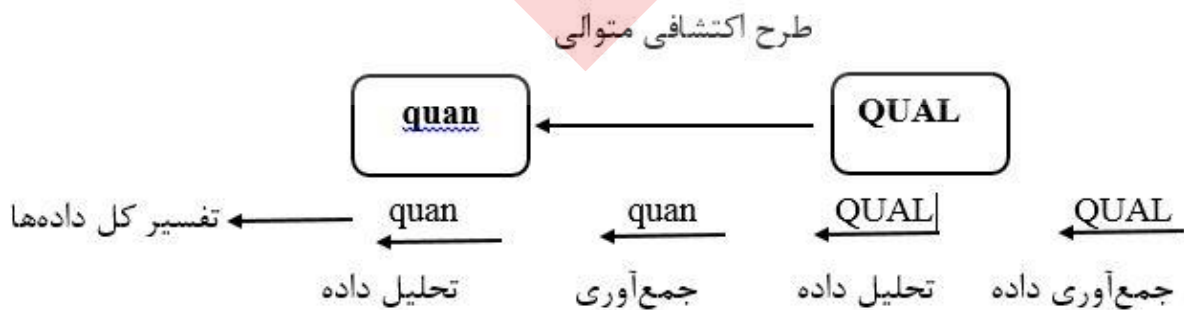 طرح اکتشافی متوالی
QUAL quan
QUAL QUAL quan quan تفسیر کل داده‌ها
جمع‌آوری داده تحلیل داده جمع‌آوری تحلیل داده